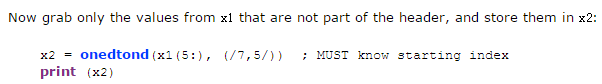 Now grab only the values from x1 that are not part of the header, and store them in x2:
x2 = onedtond(x1(5:), (/7,5/)) ; MUST know starting index
print (x2)